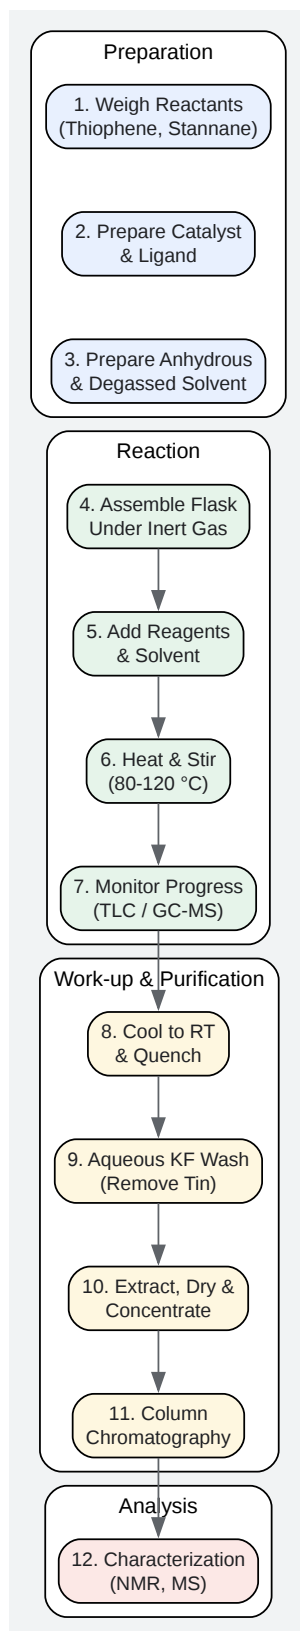 Preparation
1. Weigh Reactants
(Thiophene, Stannane)
2. Prepare Catalyst
& Ligand
3. Prepare Anhydrous
& Degassed Solvent
Reaction
4. Assemble Flask
Under Inert Gas
5. Add Reagents
& Solvent
6. Heat & Stir
(80-120 °C)
7. Monitor Progress
(TLC / GC-MS)
Work-up & Purification
8. Cool to RT
& Quench
9. Aqueous KF Wash
(Remove Tin)
10. Extract, Dry &
Concentrate
11. Column
Chromatography
Analysis
12. Characterization
(NMR, MS)